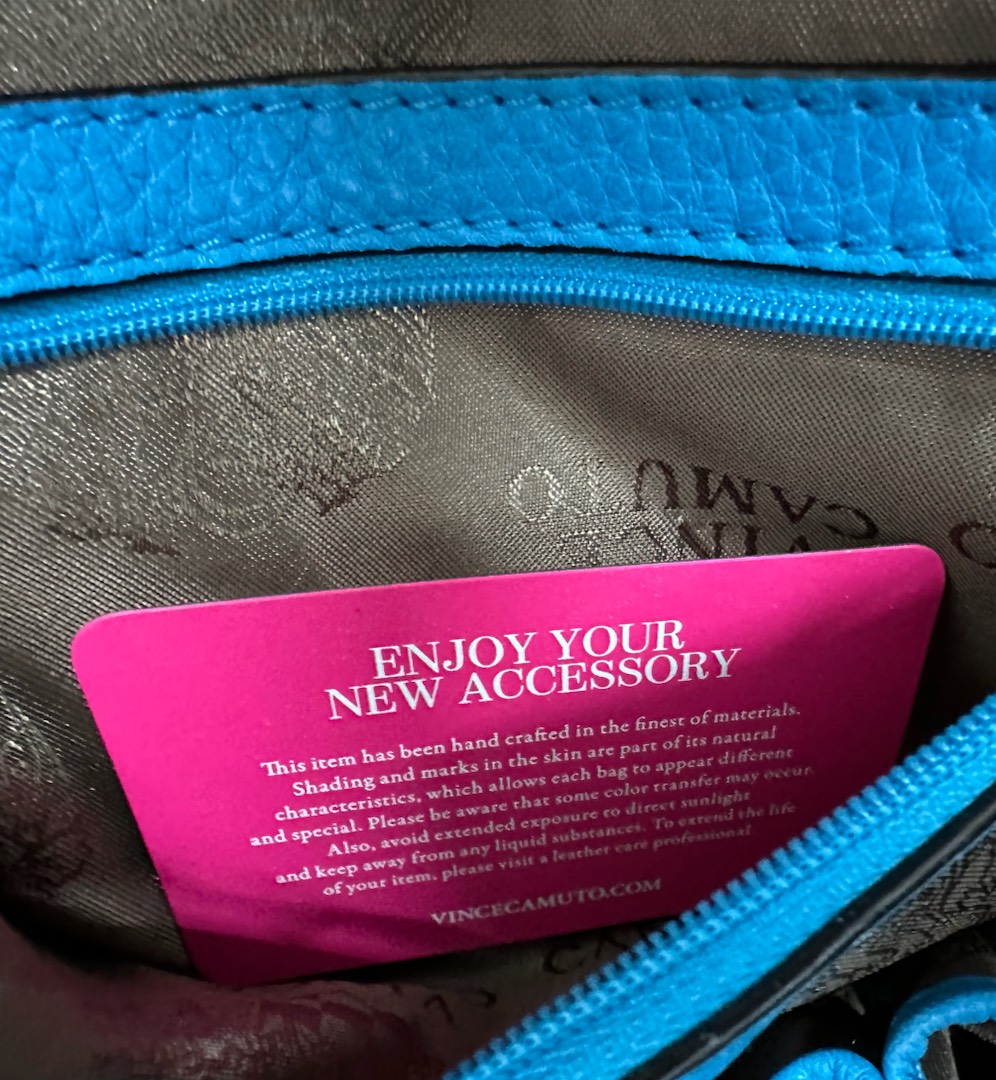 CAMUTO
VINCE
ENJOY YOUR
NEW ACCESSORY
This item has been hand crafted in the finest of materials.
Shading and marks in the skin are part of its natural
characteristics, which allows each bag to appear different
and special. Please be aware that some color transfer may occur.
Also, avoid extended exposure to direct sunlight
and keep away from any liquid substances. To extend the life
of your item, please visit a leather care professional
VINCECAMUTO.COM